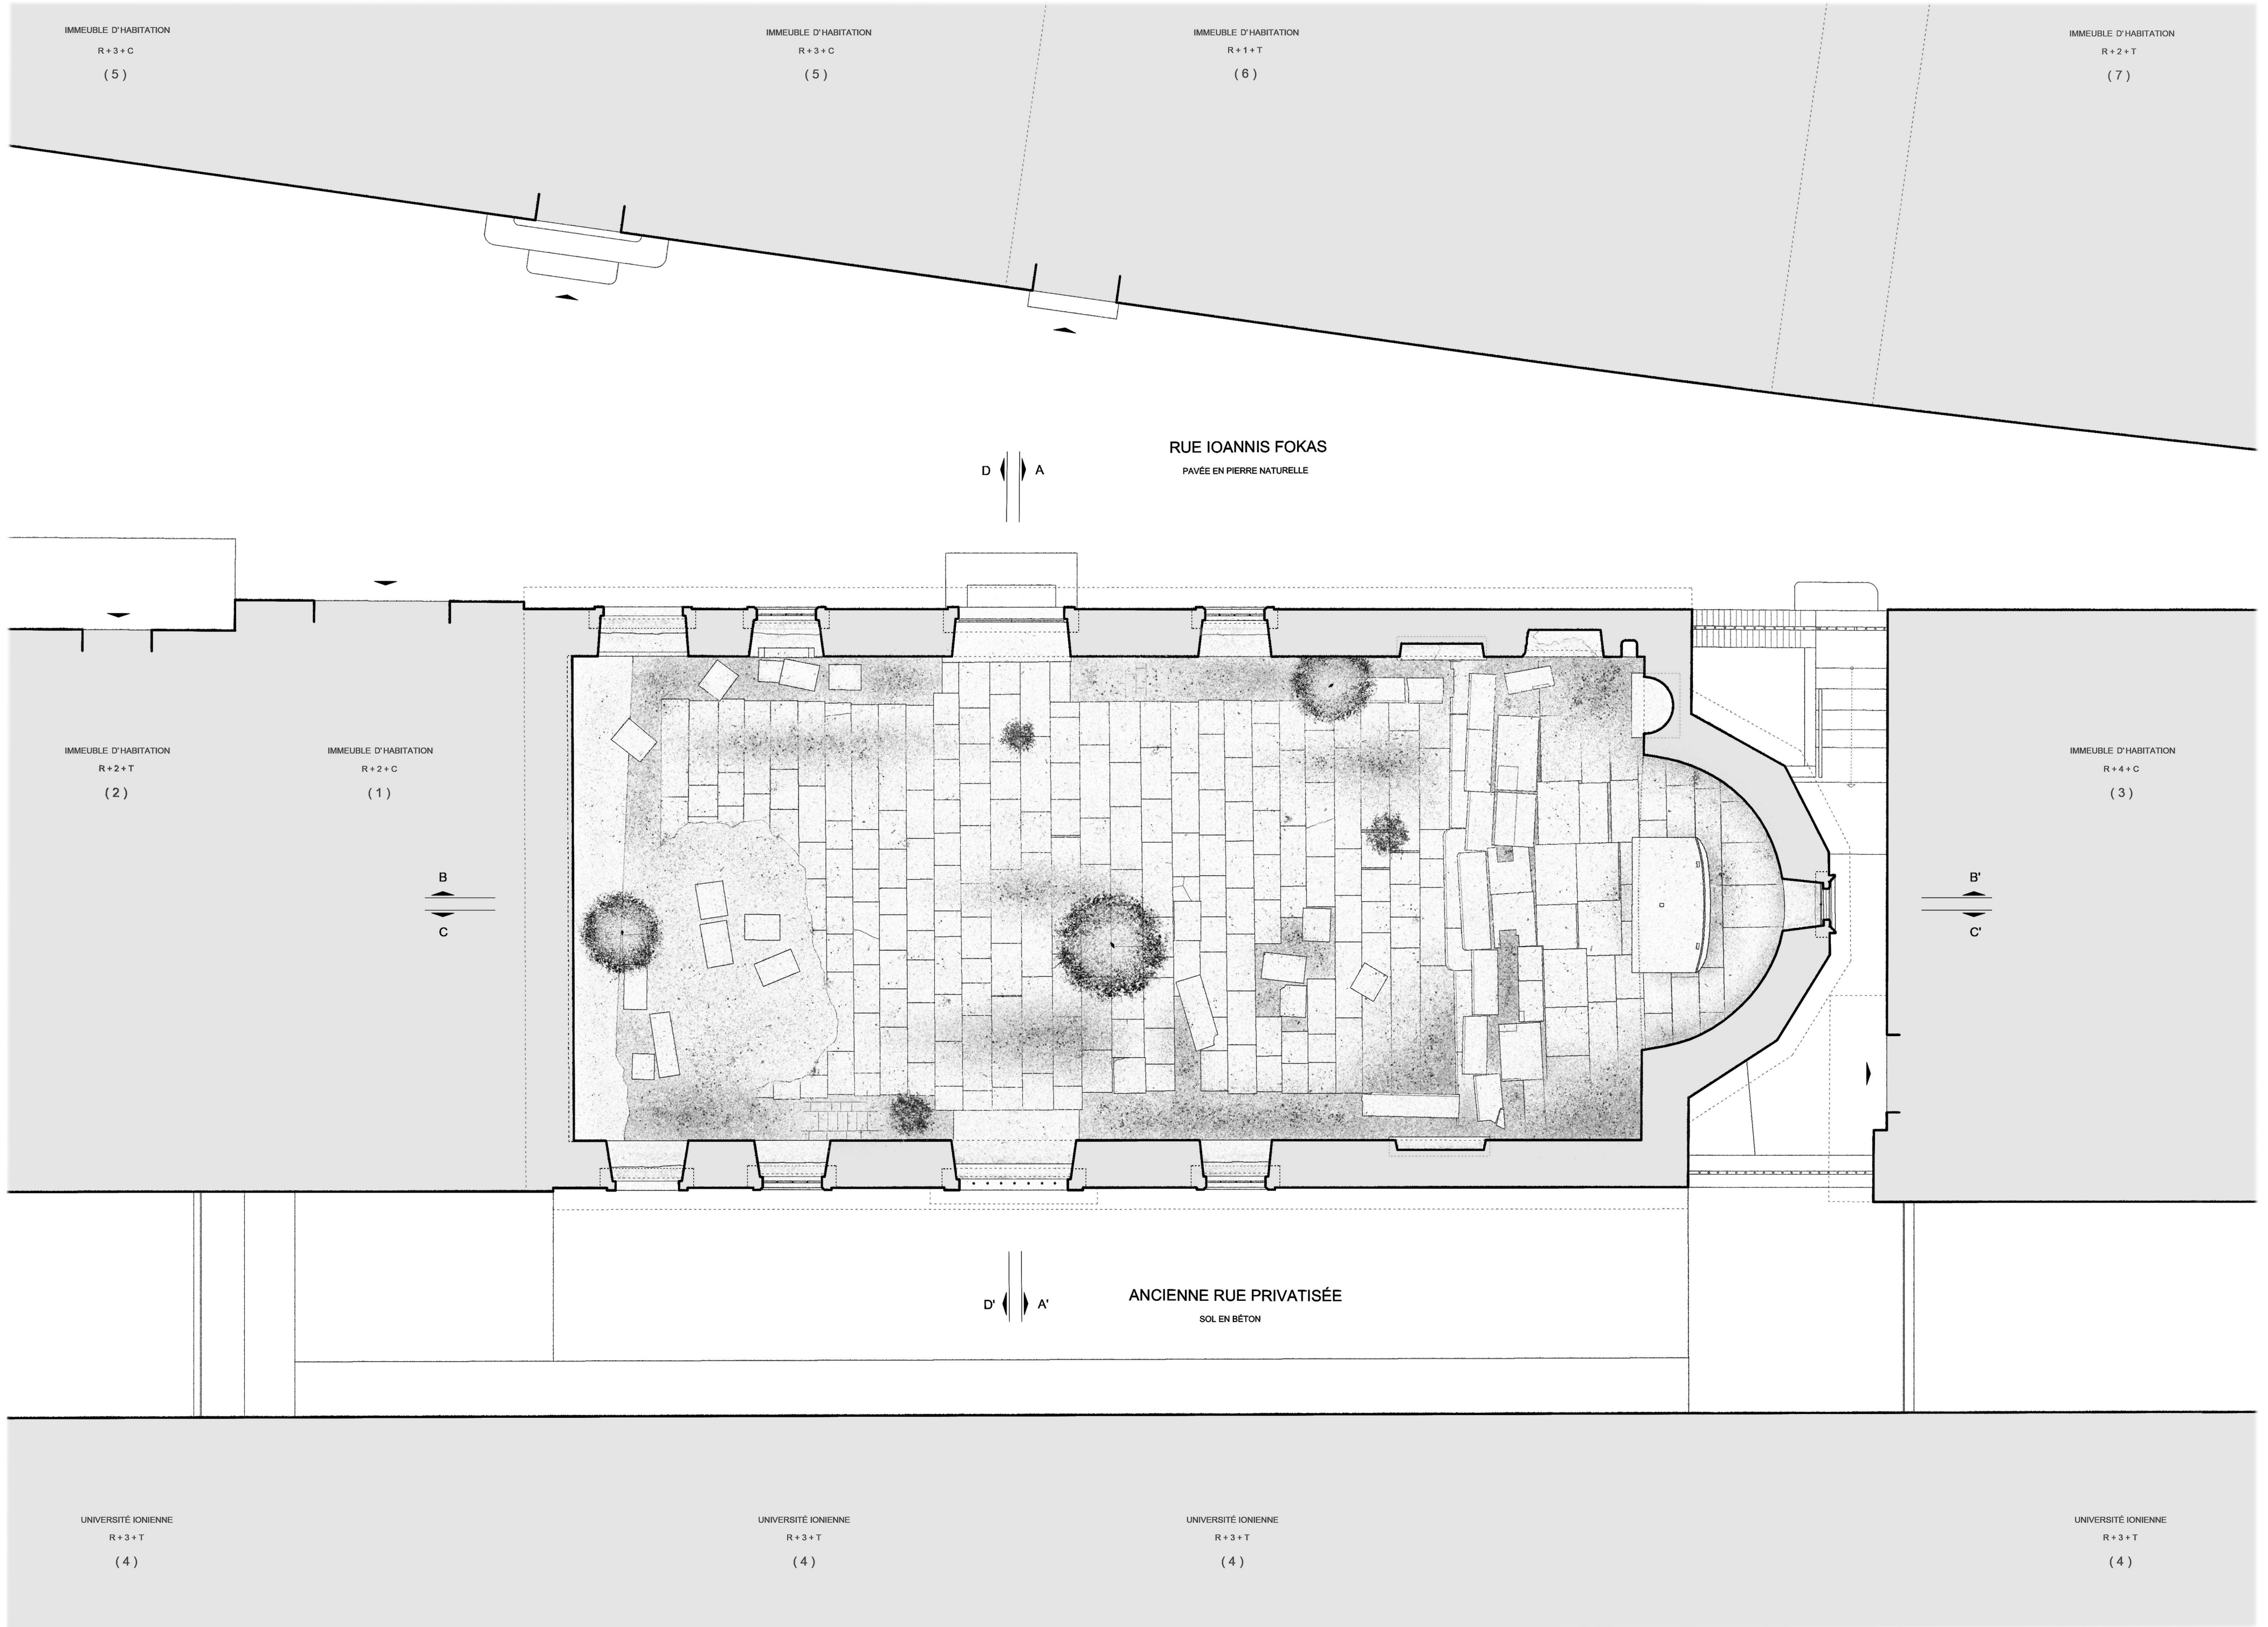 IMMEUBLE D'HABITATION
R + 3 + C
( 5 )
IMMEUBLE D'HABITATION
R + 3 + C
( 5 )
IMMEUBLE D'HABITATION
R + 1 + T
( 6 )
IMMEUBLE D'HABITATION
R + 2 + T
( 7 )
RUE IOANNIS FOKAS
PAVÉE EN PIERRE NATURELLE
D A
IMMEUBLE D'HABITATION
R + 2 + T
( 2 )
IMMEUBLE D'HABITATION
R + 2 + C
( 1 )
IMMEUBLE D'HABITATION
R + 4 + C
( 3 )
B
C
B'
C'
ANCIENNE RUE PRIVATISÉE
SOL EN BÉTON
D' A'
UNIVERSITÉ IONIENNE
R + 3 + T
( 4 )
UNIVERSITÉ IONIENNE
R + 3 + T
( 4 )
UNIVERSITÉ IONIENNE
R + 3 + T
( 4 )
UNIVERSITÉ IONIENNE
R + 3 + T
( 4 )